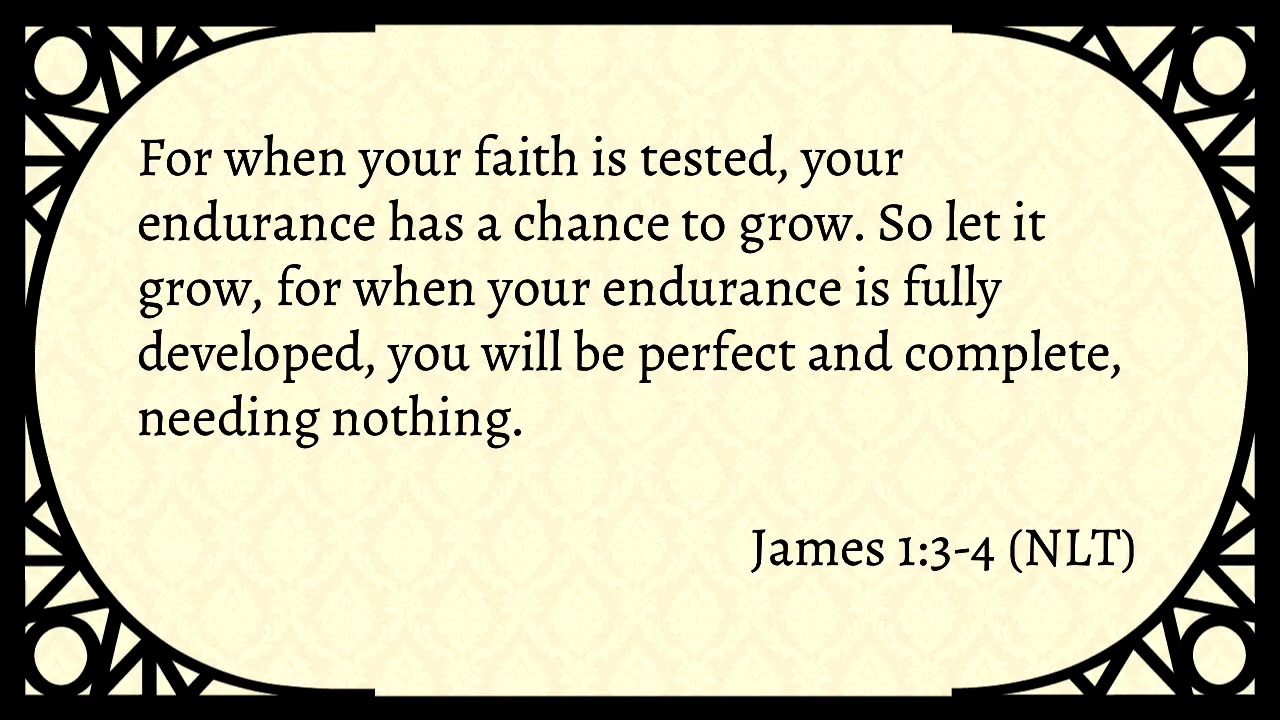 For when your faith is tested, your
endurance has a chance to grow. So let it
grow, for when your endurance is fully
developed, you will be perfect and complete,
needing nothing.
James 1:3-4 (NLT)